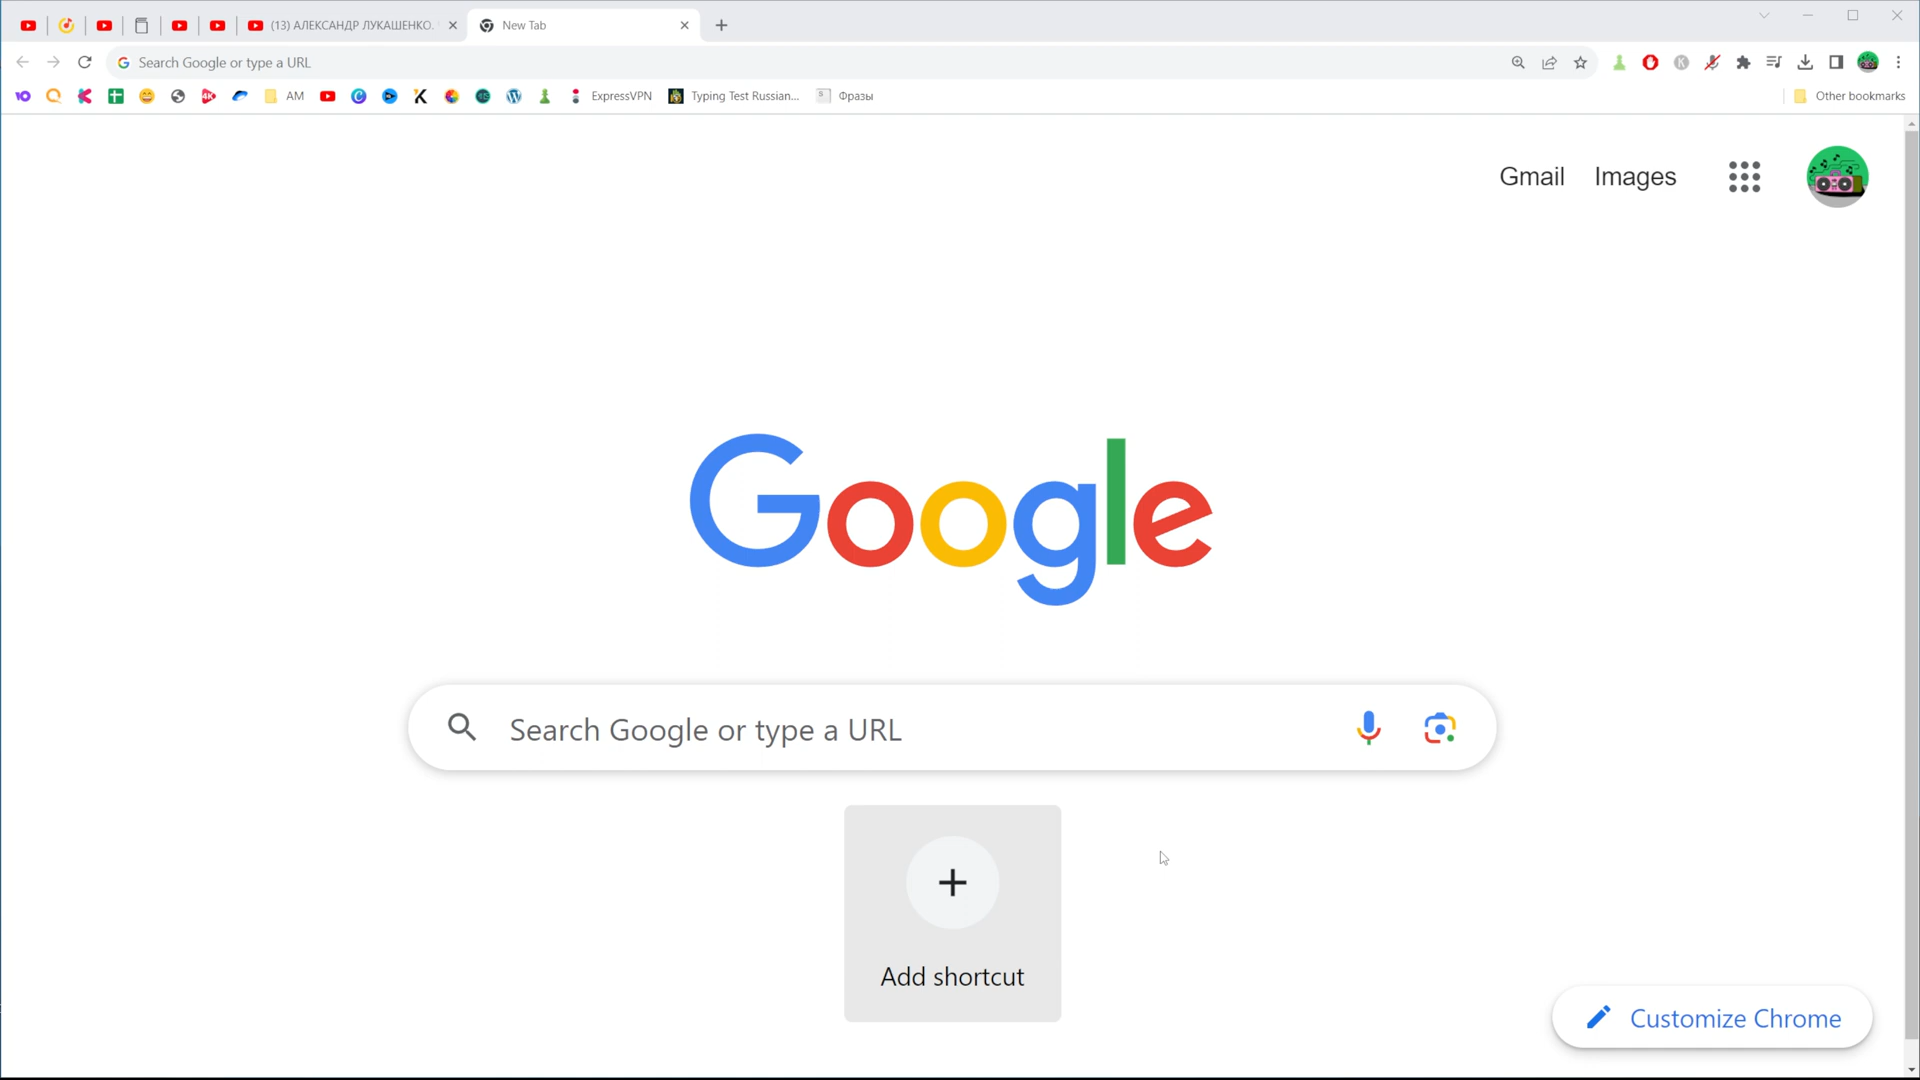 (13) АЛЕКСАНДР ЛУКАШЕНКО.
New Tab
Search Google or type a URL
AM
ExpressVPN
Typing Test Russian...
Фразы
Other bookmarks
Gmail
Images
Google
Search Google or type a URL
Add shortcut
Customize Chrome